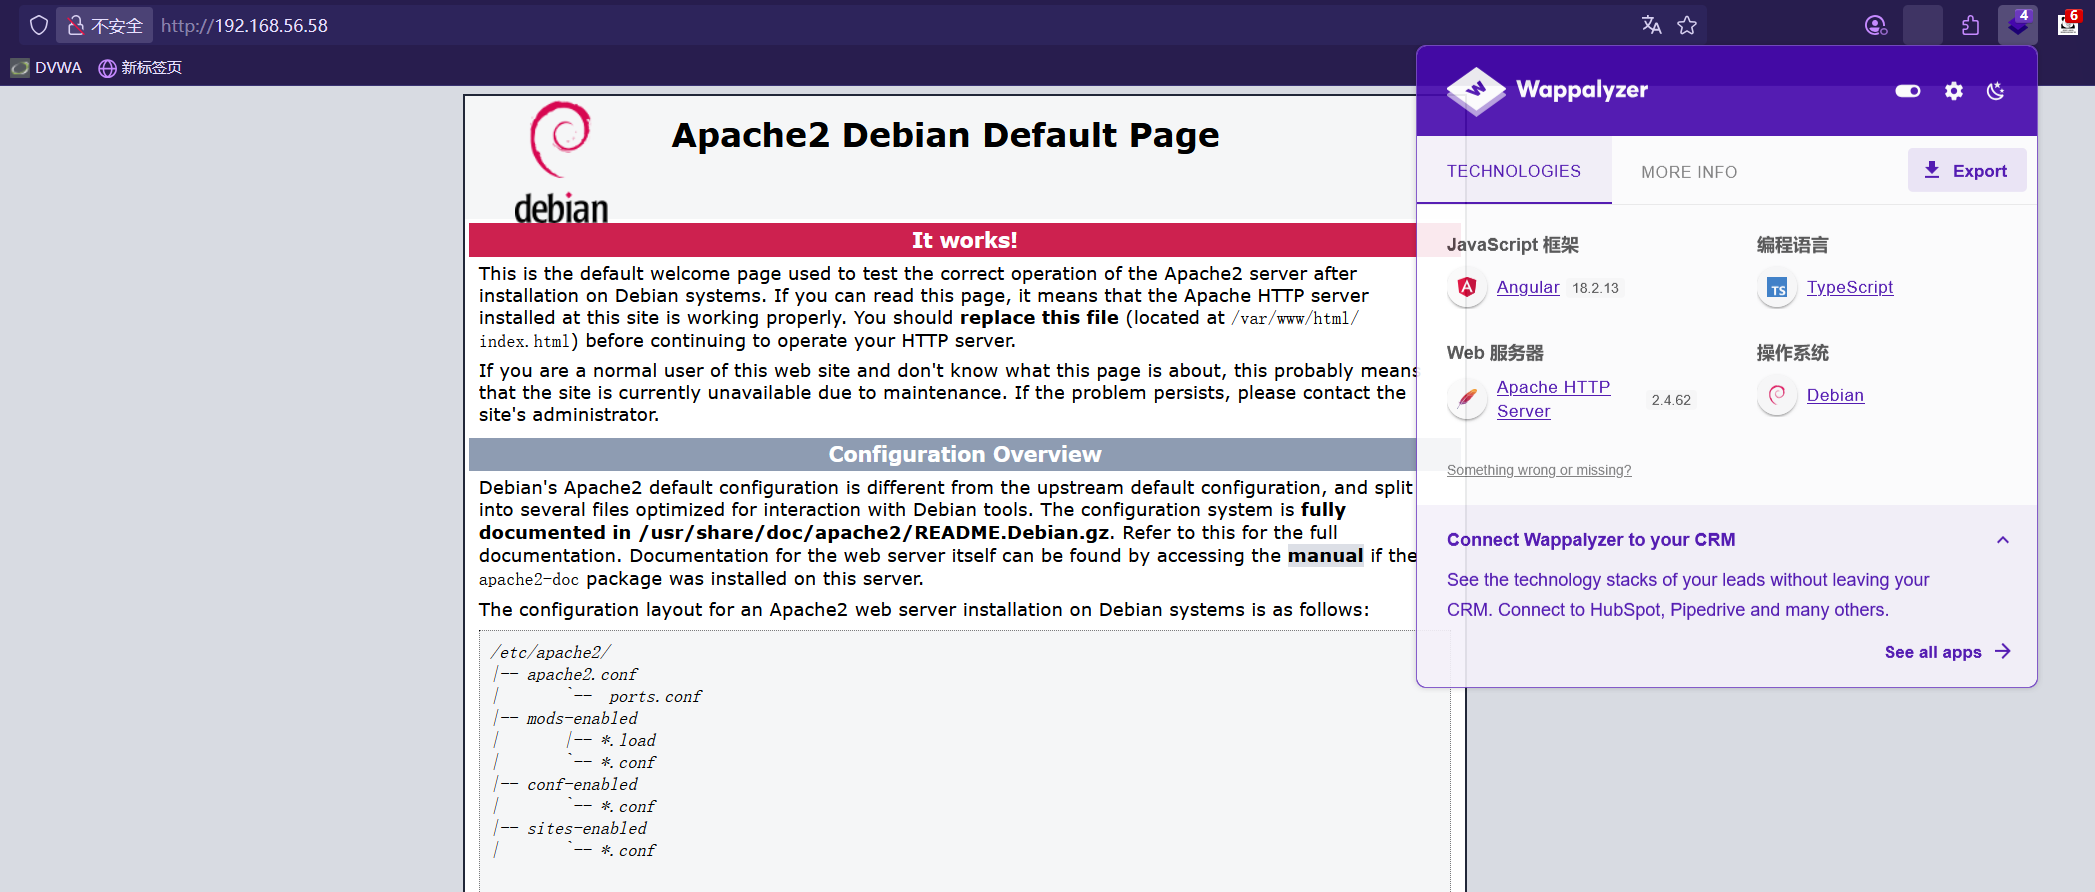 不安全 http://192.168.56.58
4
6
DVWA 新标签页
debian
Apache2 Debian Default Page
It works!
This is the default welcome page used to test the correct operation of the Apache2 server after
installation on Debian systems. If you can read this page, it means that the Apache HTTP server
installed at this site is working properly. You should replace this file (located at /var/www/html/
index.html) before continuing to operate your HTTP server.
If you are a normal user of this web site and don't know what this page is about, this probably means
that the site is currently unavailable due to maintenance. If the problem persists, please contact the
site's administrator.
Configuration Overview
Debian's Apache2 default configuration is different from the upstream default configuration, and split
into several files optimized for interaction with Debian tools. The configuration system is fully
documented in /usr/share/doc/apache2/README.Debian.gz. Refer to this for the full
documentation. Documentation for the web server itself can be found by accessing the manual if the
apache2-doc package was installed on this server.
The configuration layout for an Apache2 web server installation on Debian systems is as follows:
/etc/apache2/
|-- apache2.conf
|       `--  ports.conf
|-- mods-enabled
|       |-- *.load
|       `-- *.conf
|-- conf-enabled
|       `-- *.conf
|-- sites-enabled
|       `-- *.conf
Wappalyzer
TECHNOLOGIES
MORE INFO
Export
JavaScript 框架
Angular 18.2.13
编程语言
TS TypeScript
Web 服务器
Apache HTTP
Server
2.4.62
操作系统
Debian
Something wrong or missing?
Connect Wappalyzer to your CRM
See the technology stacks of your leads without leaving your
CRM. Connect to HubSpot, Pipedrive and many others.
See all apps